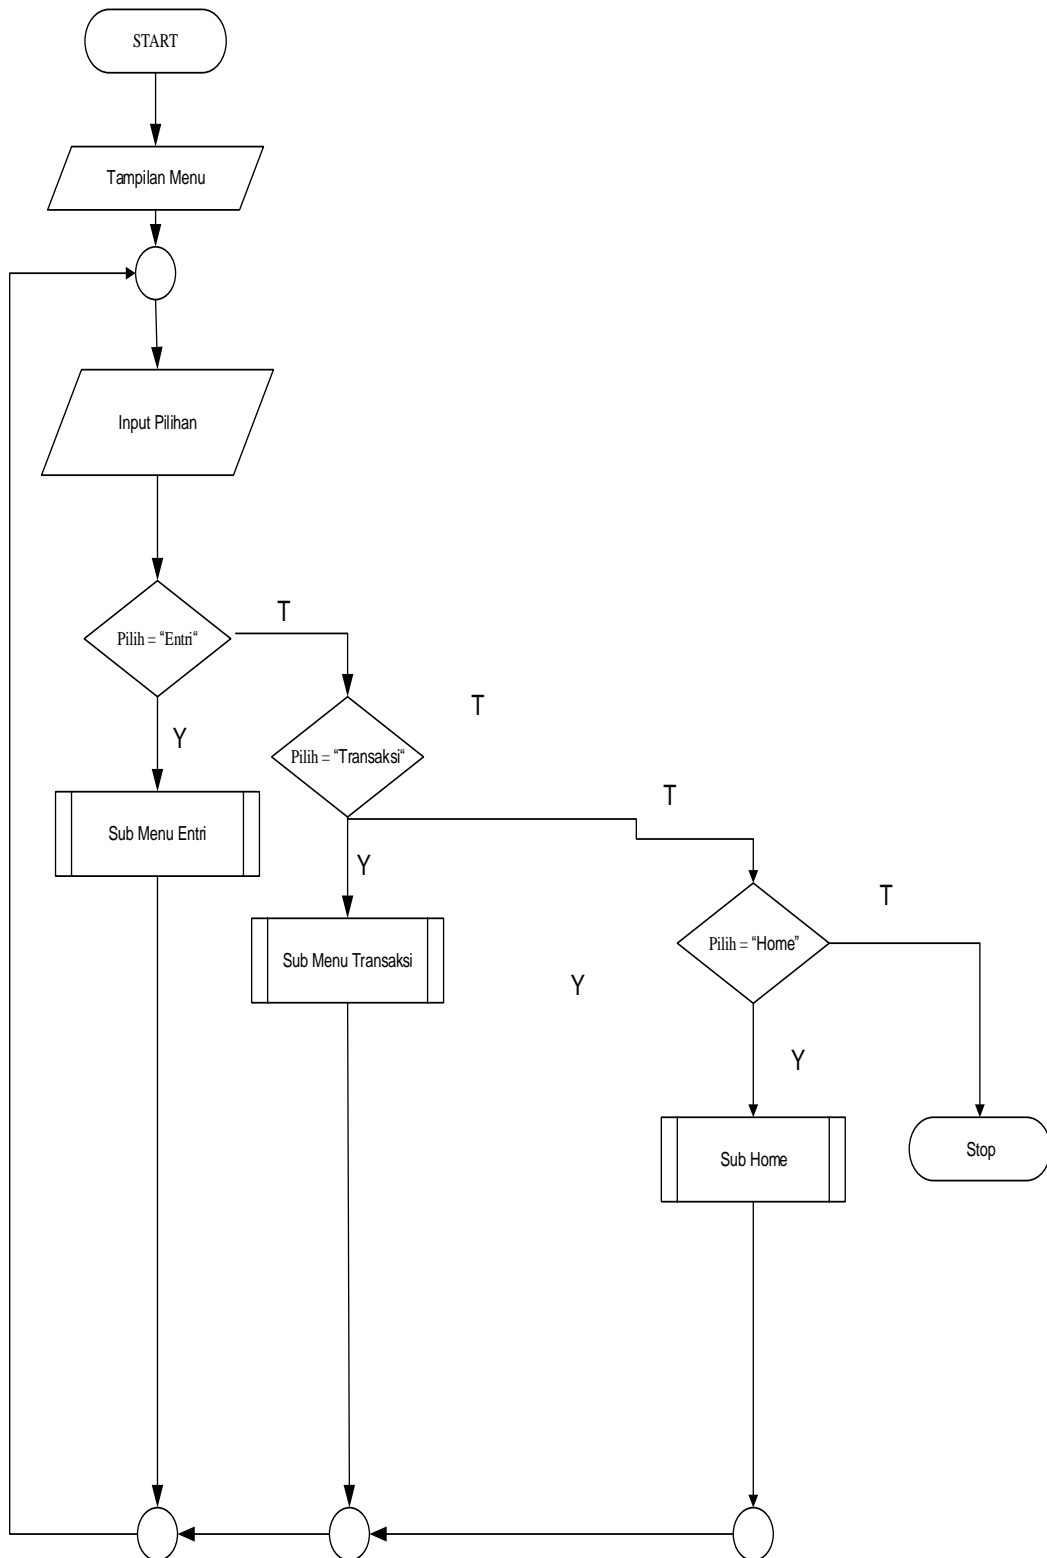 START
Tampilan Menu
Input Pilihan
T
Pilih = “Entri“
T
Y
Pilih = “Transaksi“
T
Sub Menu Entri
Y
T
Pilih = “Home”
Sub Menu Transaksi
Y
Y
Stop
Sub Home